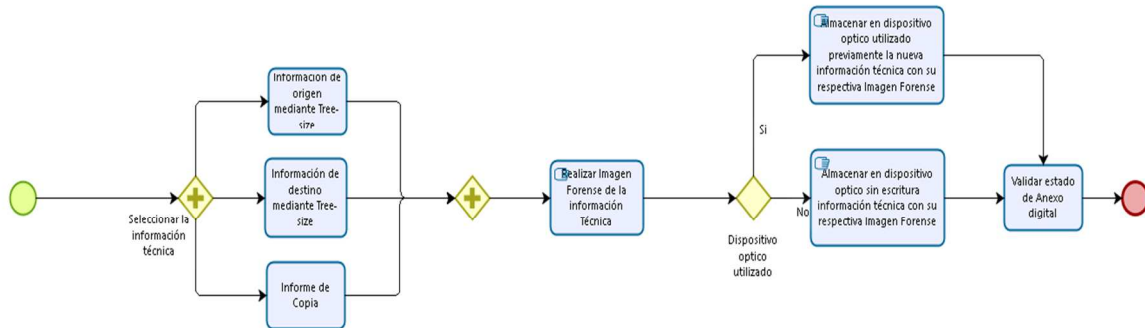 Seleccionar la
información
técnica
Informacion de
origen
mediante Tree-
size
Información de
destino
mediante Tree-
size
Informe de
Copia
Realizar Imagen
Forense de la
información
Técnica
Dispositivo
optico
utilizado
Si
No
Almacenar en dispositivo
optico utilizado
previamente la nueva
información técnica con su
respectiva Imagen Forense
Almacenar en dispositivo
optico sin escritura
información técnica con su
respectiva Imagen Forense
Validar estado
de Anexo
digital